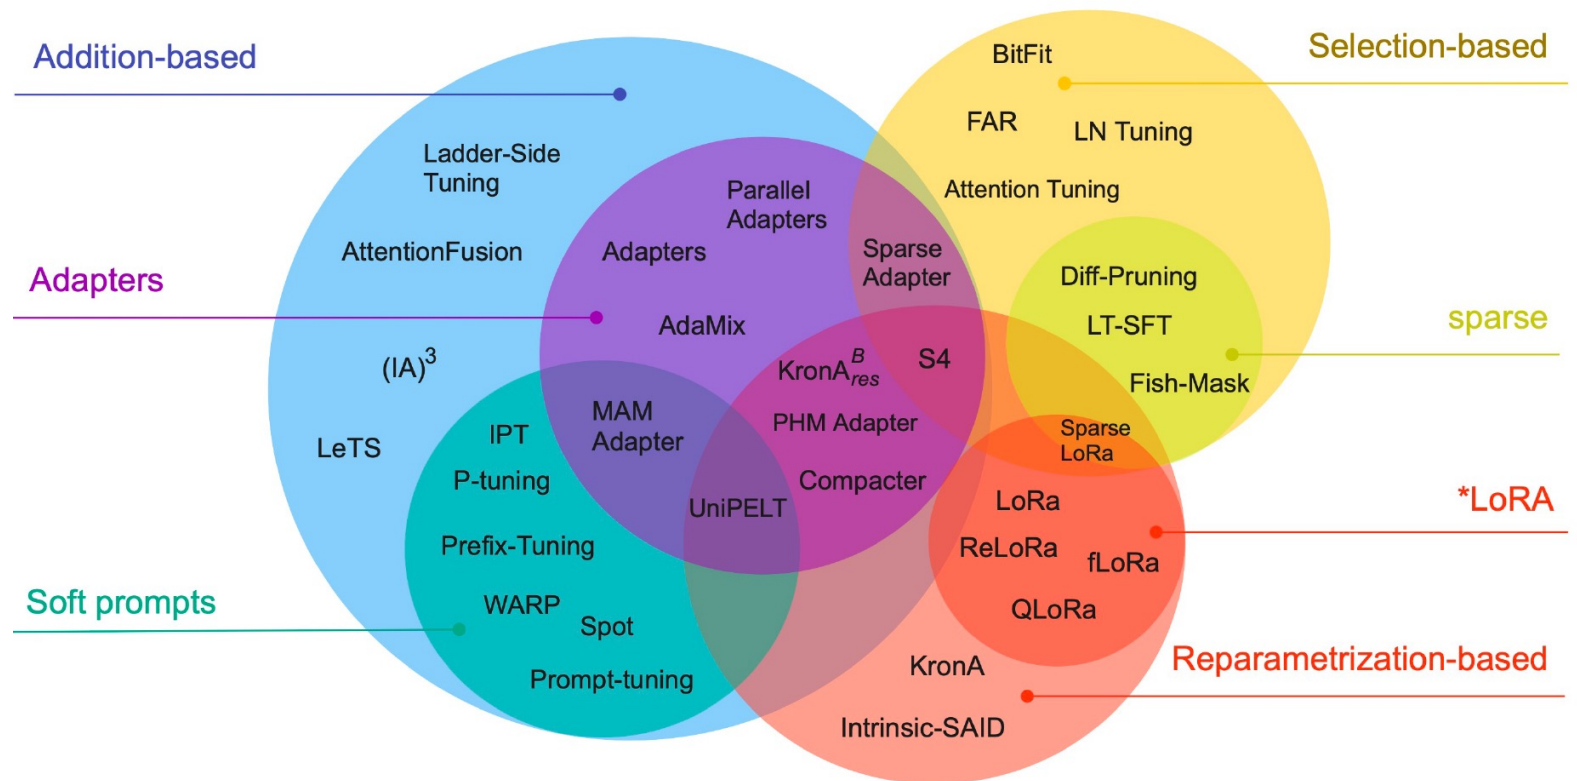 Addition-based
Selection-based
BitFit
FAR
LN Tuning
Ladder-Side
Tuning
Attention Tuning
Parallel
Adapters
AttentionFusion
Adapters
Sparse
Adapter
Adapters
Diff-Pruning
sparse
AdaMix
LT-SFT
(IA)³
KronA^B_res
S4
Fish-Mask
MAM
Adapter
PHM Adapter
Sparse
LoRa
IPT
LeTS
P-tuning
Compacter
UniPELT
LoRa
*LoRA
Prefix-Tuning
ReLoRa
fLoRa
Soft prompts
WARP
Spot
QLoRa
Prompt-tuning
KronA
Reparametrization-based
Intrinsic-SAID